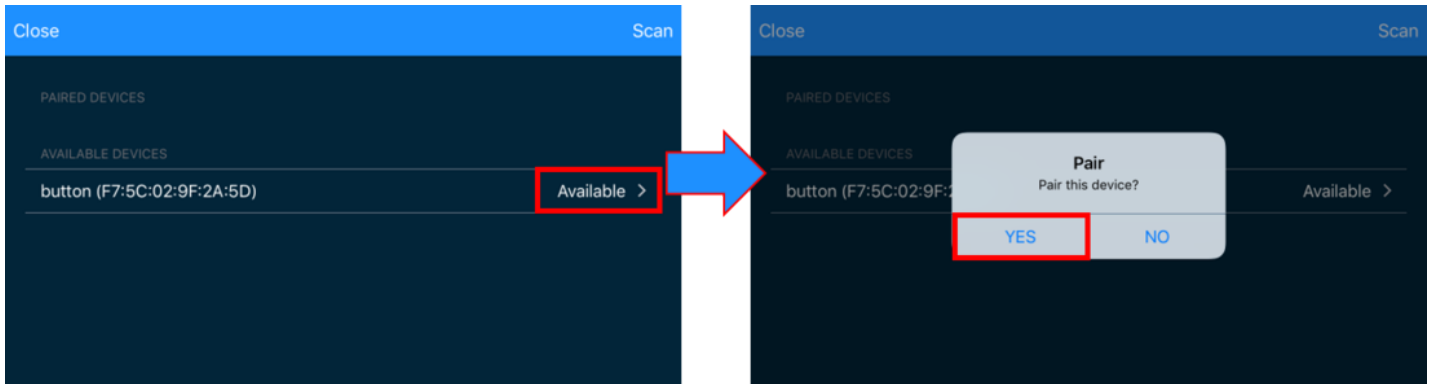 Close Scan
PAIRED DEVICES
AVAILABLE DEVICES
button (F7:5C:02:9F:2A:5D) Available >
Close Scan
PAIRED DEVICES
AVAILABLE DEVICES
button (F7:5C:02:9F:2 Available >
Pair
Pair this device?
YES NO